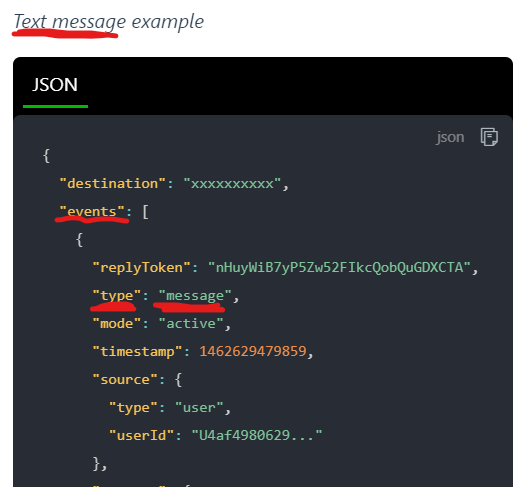 Text message example
JSON
json
{
"destination": "xxxxxxxxxx",
"events": [
{
"replyToken": "nHuyWiB7yP5Zw52FIkcQobQuGDXCTA",
"type": "message",
"mode": "active",
"timestamp": 1462629479859,
"source": {
"type": "user",
"userId": "U4af4980629..."
},